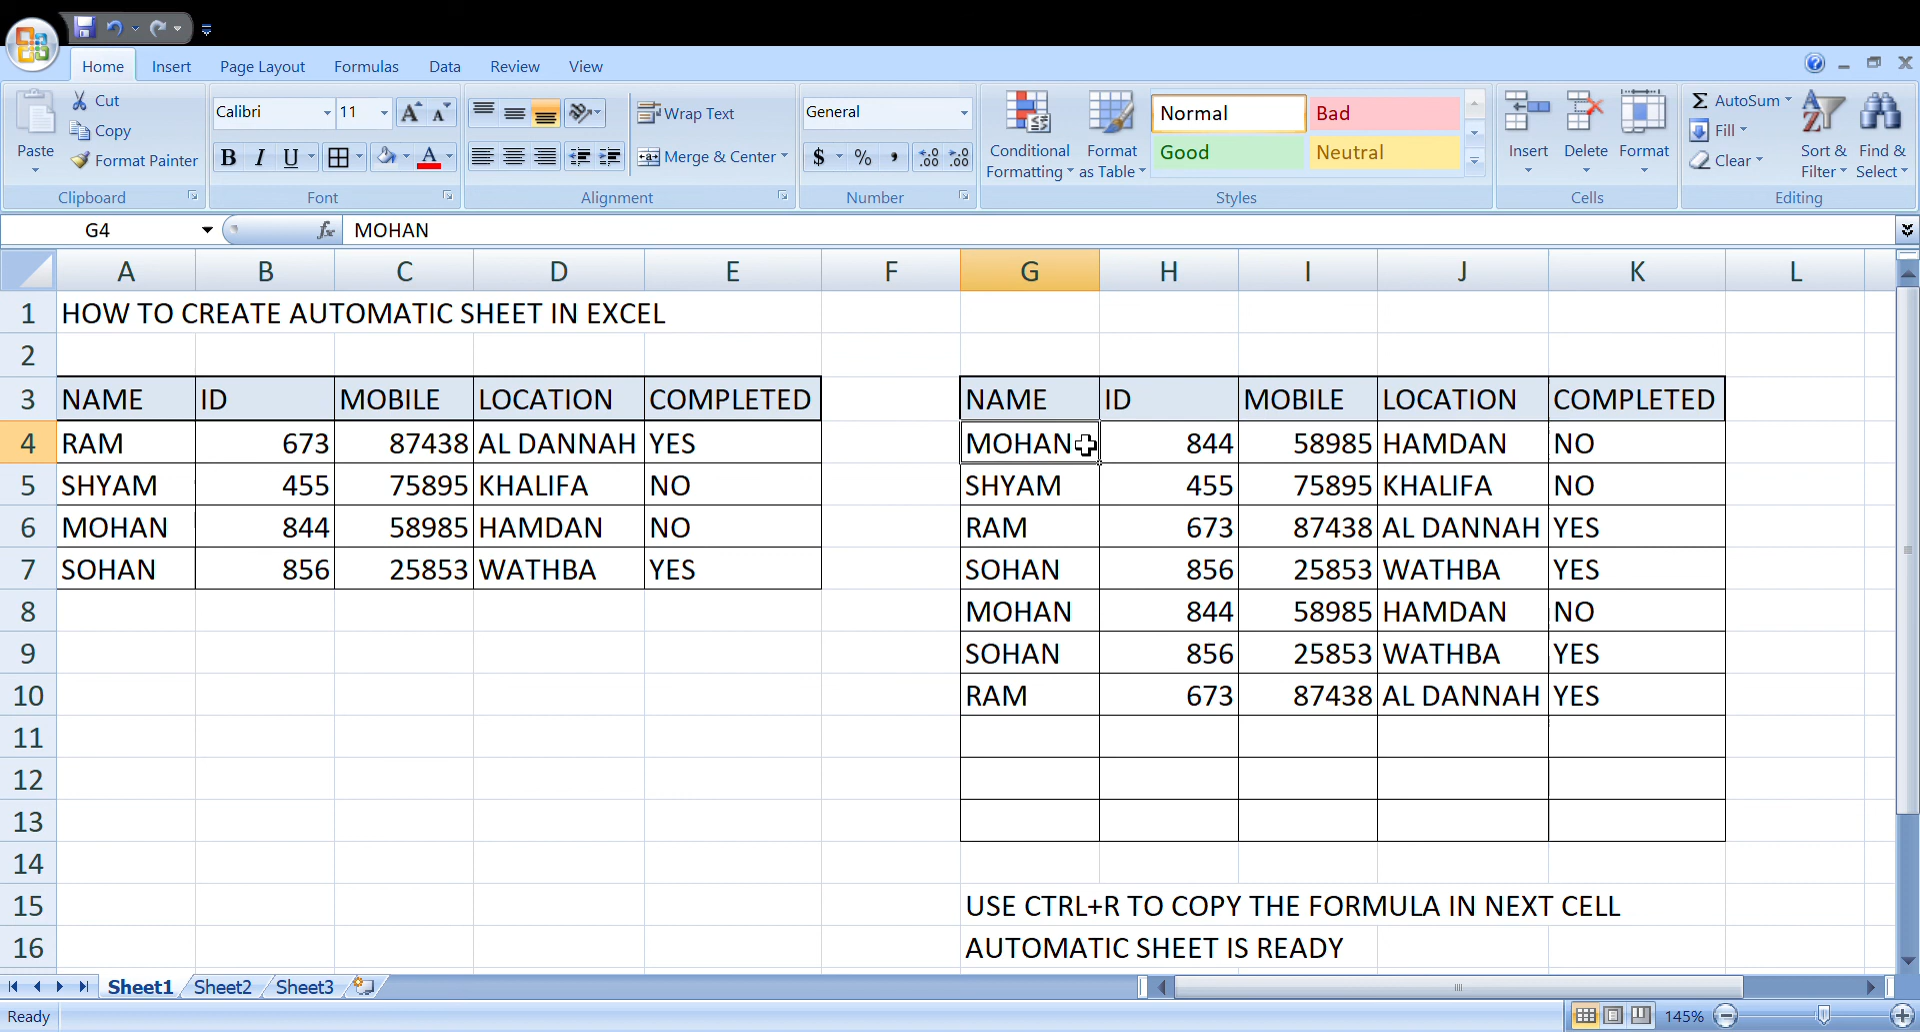 Home Insert Page Layout Formulas Data Review View
Paste
Cut
Copy
Format Painter
Clipboard
Calibri 11
A A
B I U A
Font
Wrap Text
Merge & Center
Alignment
General
$ % , .00 .00
Number
Conditional Formatting
Format as Table
Normal Bad
Good Neutral
Styles
Insert Delete Format
Cells
Σ AutoSum
Fill
Clear
Sort & Filter
Find & Select
Editing
G4 fx MOHAN
A B C D E F G H I J K L
1 HOW TO CREATE AUTOMATIC SHEET IN EXCEL
2
3 NAME ID MOBILE LOCATION COMPLETED NAME ID MOBILE LOCATION COMPLETED
4 RAM 673 87438 AL DANNAH YES MOHAN 844 58985 HAMDAN NO
5 SHYAM 455 75895 KHALIFA NO SHYAM 455 75895 KHALIFA NO
6 MOHAN 844 58985 HAMDAN NO RAM 673 87438 AL DANNAH YES
7 SOHAN 856 25853 WATHBA YES SOHAN 856 25853 WATHBA YES
8 MOHAN 844 58985 HAMDAN NO
9 SOHAN 856 25853 WATHBA YES
10 RAM 673 87438 AL DANNAH YES
11
12
13
14
15 USE CTRL+R TO COPY THE FORMULA IN NEXT CELL
16 AUTOMATIC SHEET IS READY
Sheet1 Sheet2 Sheet3
Ready 145%